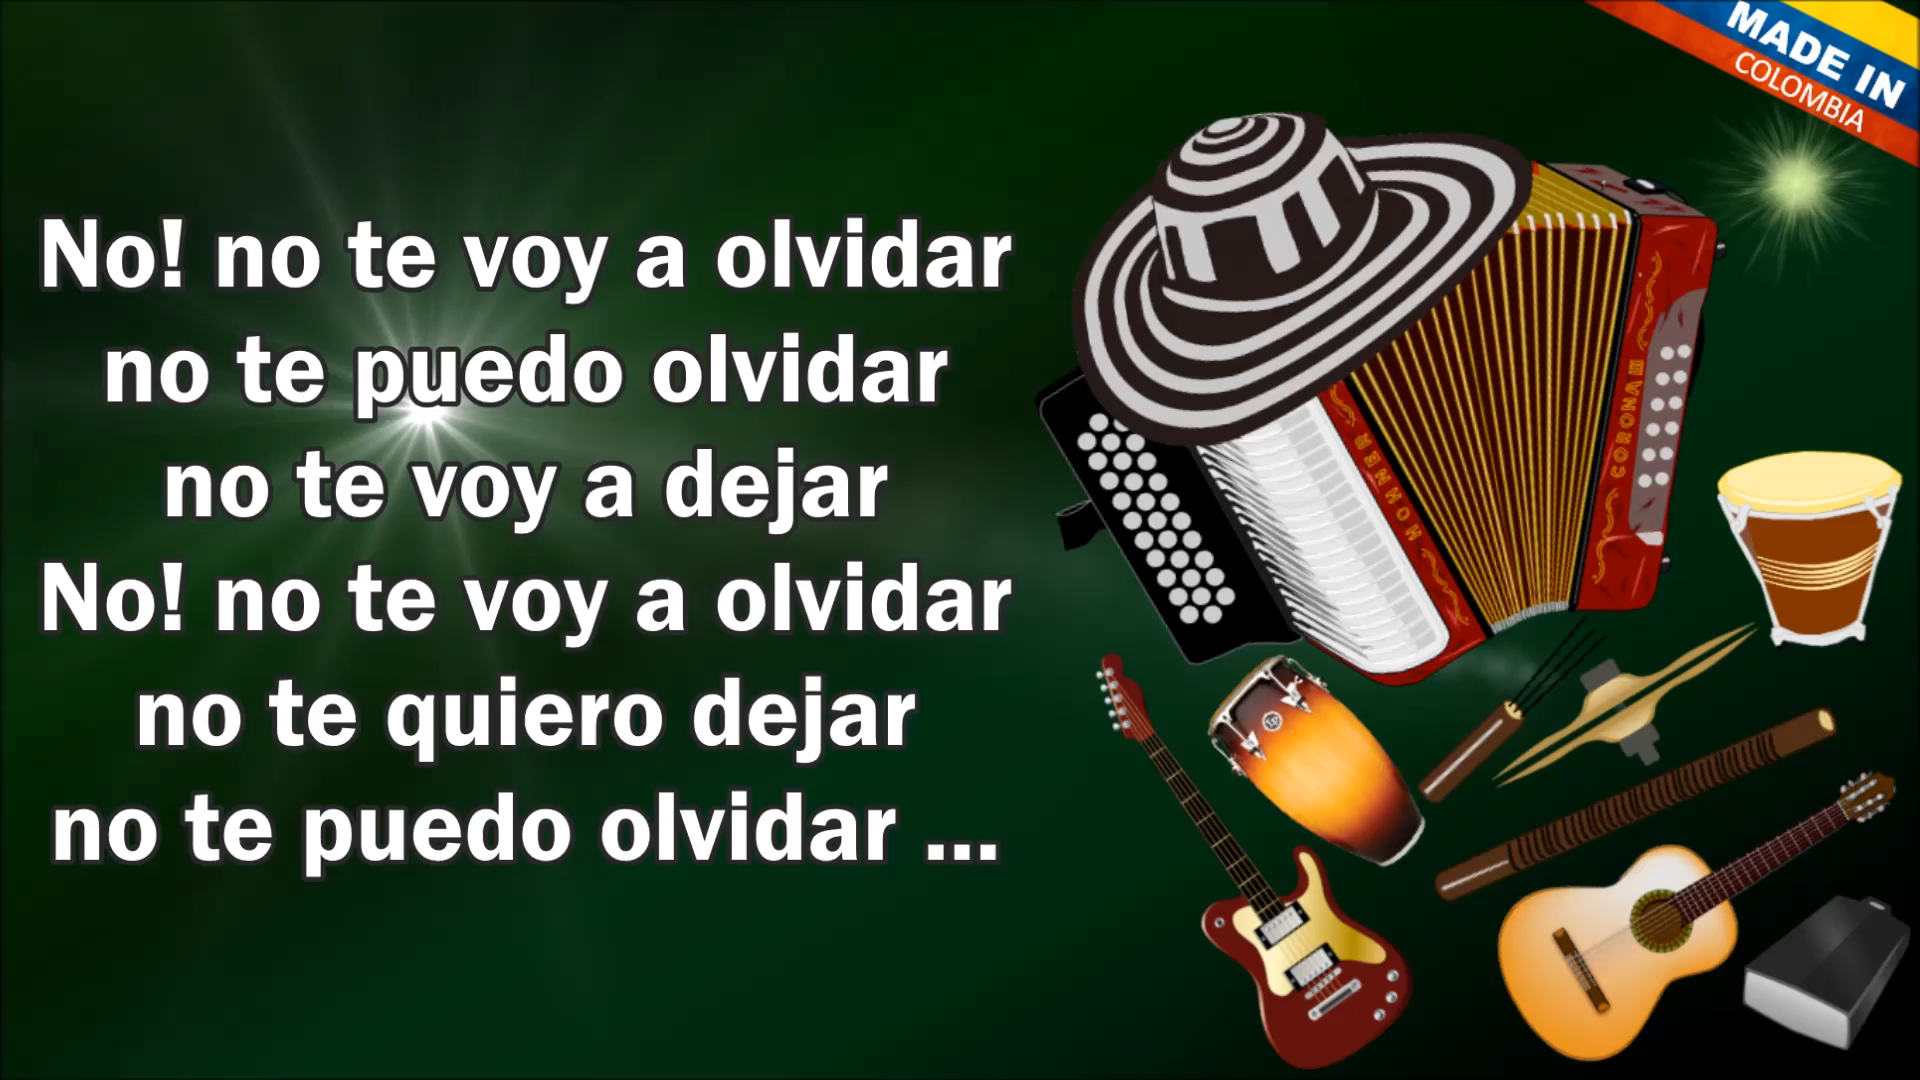 No! no te voy a olvidar
no te puedo olvidar
no te voy a dejar
No! no te voy a olvidar
no te quiero dejar
no te puedo olvidar ...
MADE IN
COLOMBIA
HOHNER
CORONA III